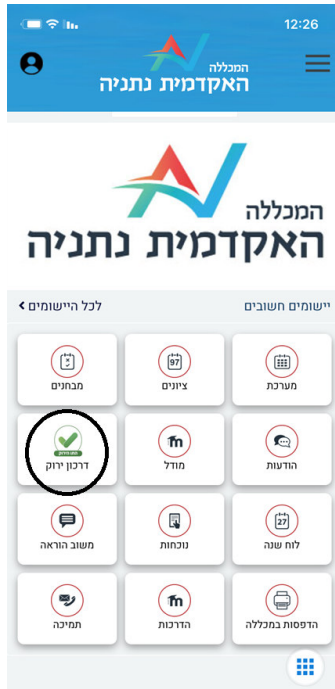 12:26
המכללה
האקדמית נתניה
המכללה
האקדמית נתניה
יישומים חשובים
לכל היישומים
מערכת
97
ציונים
מבחנים
הודעות
m
מודל
דרכון ירוק
27
לוח שנה
נוכחות
משוב הוראה
הדפסות במכללה
m
הדרכות
תמיכה